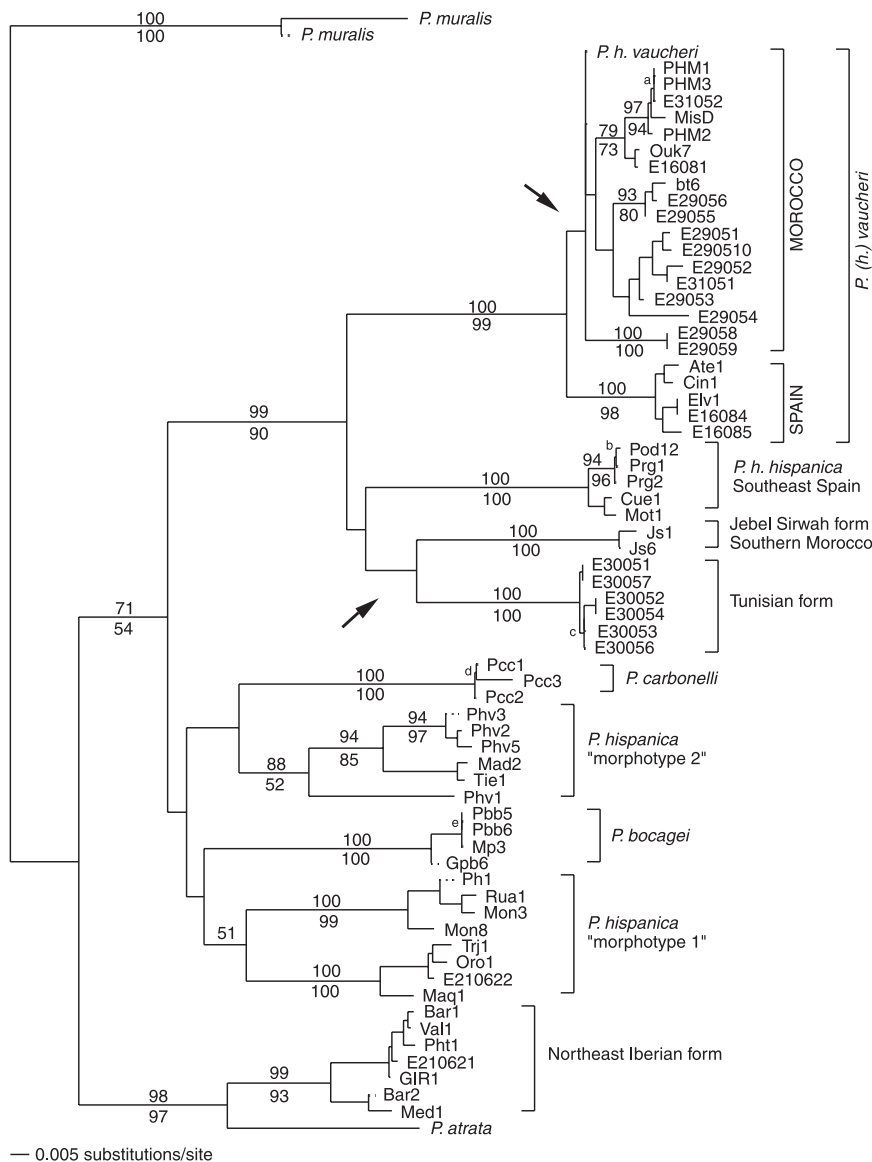 100
P. muralis
100
P. muralis
P. h. vaucheri
PHM1
a
PHM3
E31052
97
MisD
79
94
PHM2
73
Ouk7
E16081
bt6
93
E29056
80
E29055
E29051
E290510
E29052
E31051
E29053
100
99
E29054
100
E29058
100
E29059
MOROCCO
P. (h.) vaucheri
Ate1
100
Cin1
Elv1
98
E16084
E16085
SPAIN
99
90
b
Pod12
94
Prg1
96
Prg2
100
100
Cue1
Mot1
P. h. hispanica
Southeast Spain
100
Js1
100
Js6
Jebel Sirwah form
Southern Morocco
E30051
E30057
100
E30052
100
E30054
c
E30053
E30056
Tunisian form
71
54
d
Pcc1
100
Pcc3
100
Pcc2
P. carbonelli
94
Phv3
97
Phv2
94
Phv5
85
88
Mad2
52
Tie1
Phv1
P. hispanica
"morphotype 2"
Pbb5
e
Pbb6
100
Mp3
100
Gpb6
P. bocagei
Ph1
100
Rua1
99
Mon3
51
Mon8
Trj1
100
Oro1
100
E210622
Maq1
P. hispanica
"morphotype 1"
Bar1
Val1
Pht1
E210621
99
GIR1
93
Bar2
Med1
Northeast Iberian form
98
97
P. atrata
0.005 substitutions/site